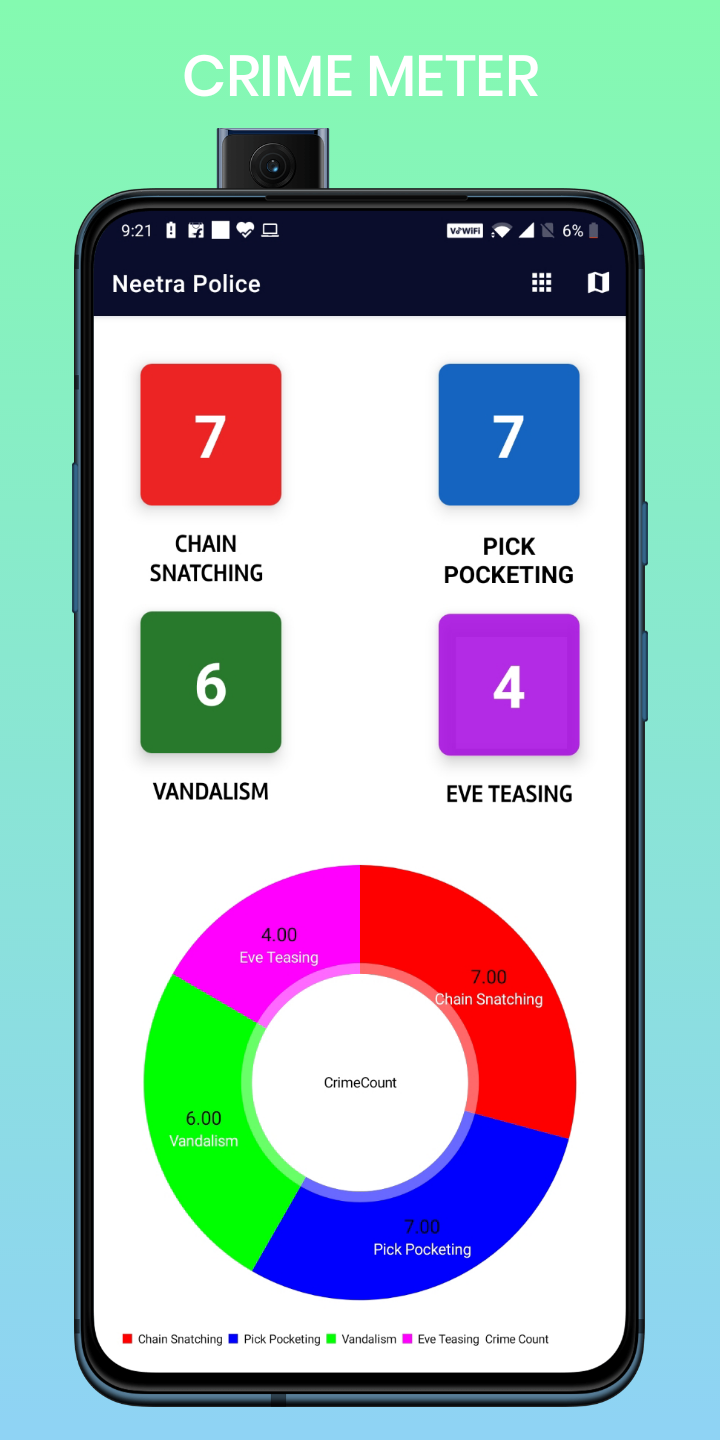 CRIME METER
9:21
VoWiFi 6%
Neetra Police
7
7
CHAIN
SNATCHING
PICK
POCKETING
6
4
VANDALISM
EVE TEASING
4.00
Eve Teasing
7.00
Chain Snatching
CrimeCount
6.00
Vandalism
7.00
Pick Pocketing
Chain Snatching Pick Pocketing Vandalism Eve Teasing Crime Count